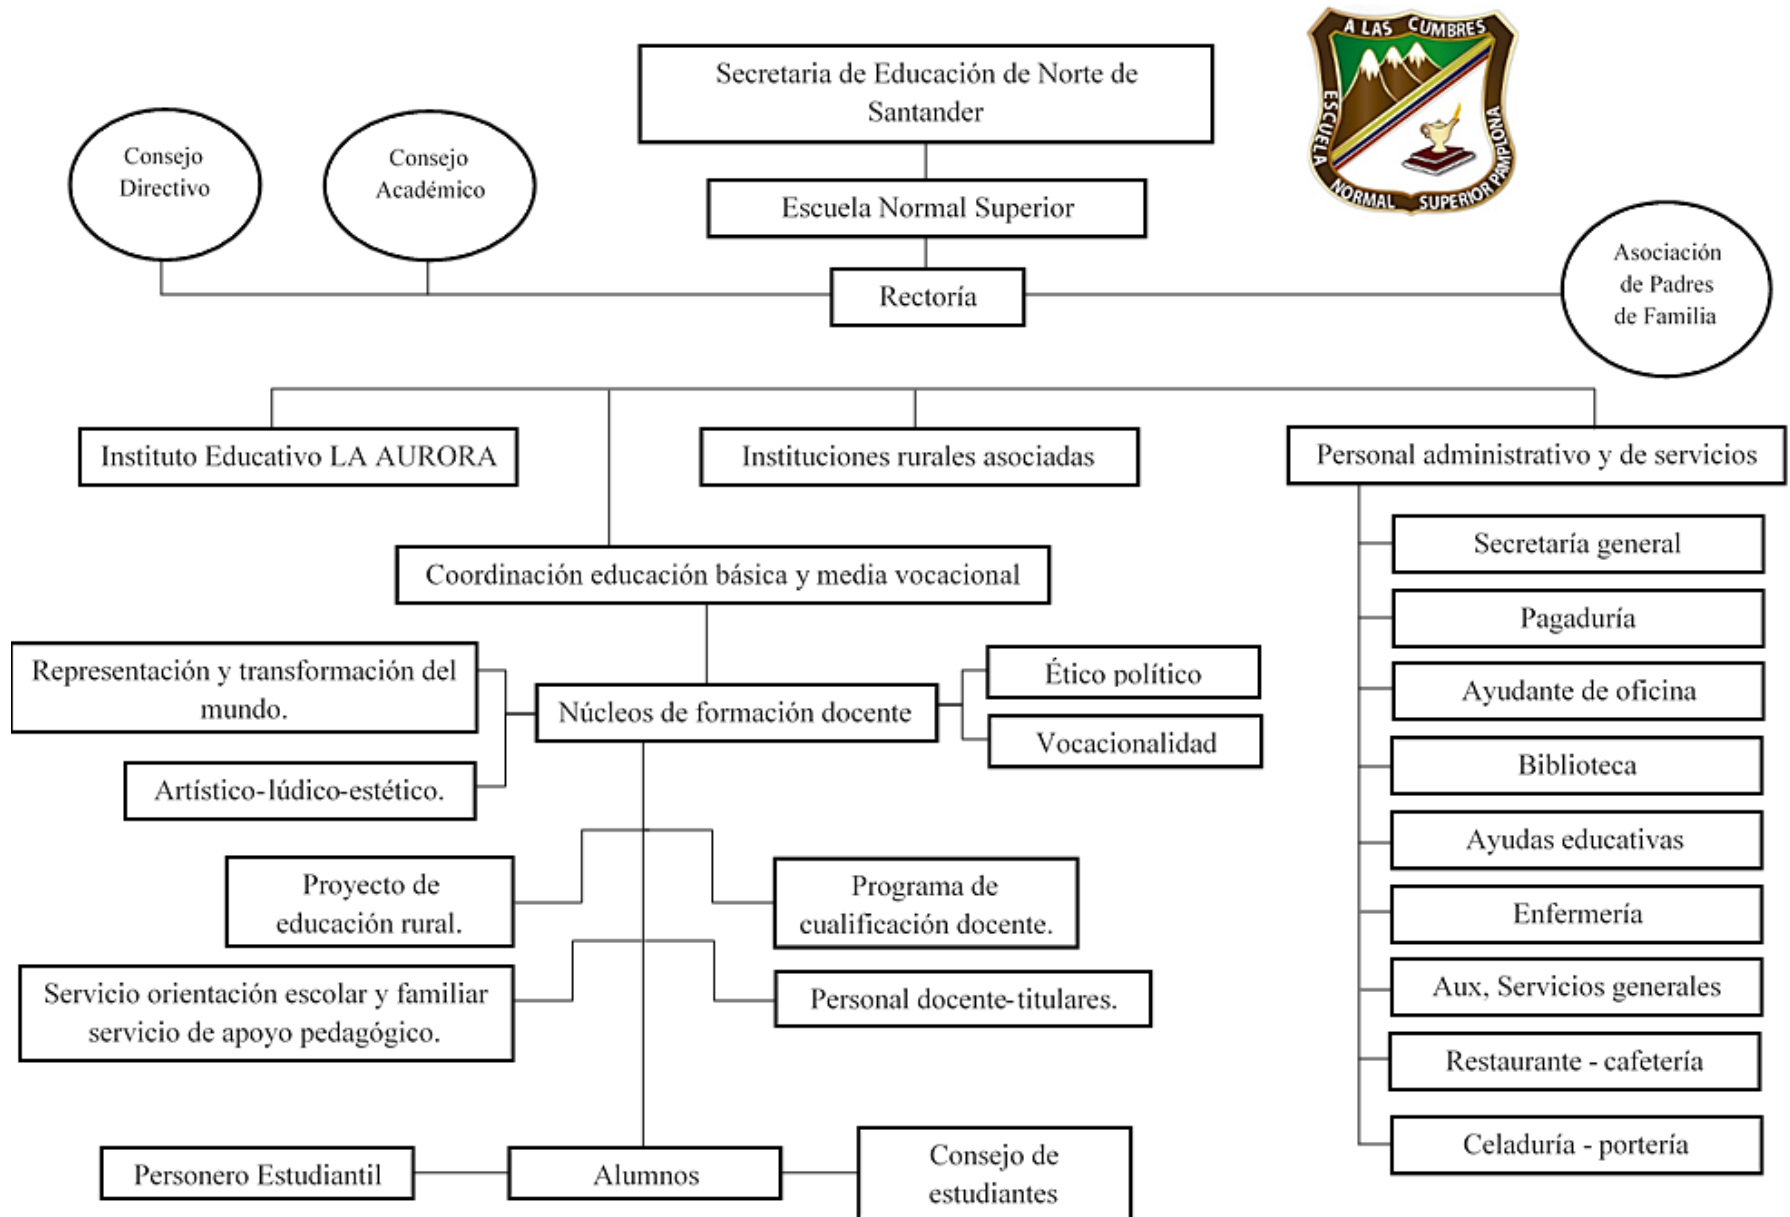 A LAS CUMBRES
ESCUELA NORMAL SUPERIOR PAMPLONA
Secretaria de Educación de Norte de
Santander
Consejo
Directivo
Consejo
Académico
Escuela Normal Superior
Asociación
de Padres
de Familia
Rectoría
Instituto Educativo LA AURORA
Instituciones rurales asociadas
Personal administrativo y de servicios
Coordinación educación básica y media vocacional
Representación y transformación del
mundo.
Artístico-lúdico-estético.
Núcleos de formación docente
Ético político
Vocacionalidad
Proyecto de
educación rural.
Programa de
cualificación docente.
Servicio orientación escolar y familiar
servicio de apoyo pedagógico.
Personal docente-titulares.
Personero Estudiantil
Alumnos
Consejo de
estudiantes
Secretaría general
Pagaduría
Ayudante de oficina
Biblioteca
Ayudas educativas
Enfermería
Aux, Servicios generales
Restaurante - cafetería
Celaduría - portería